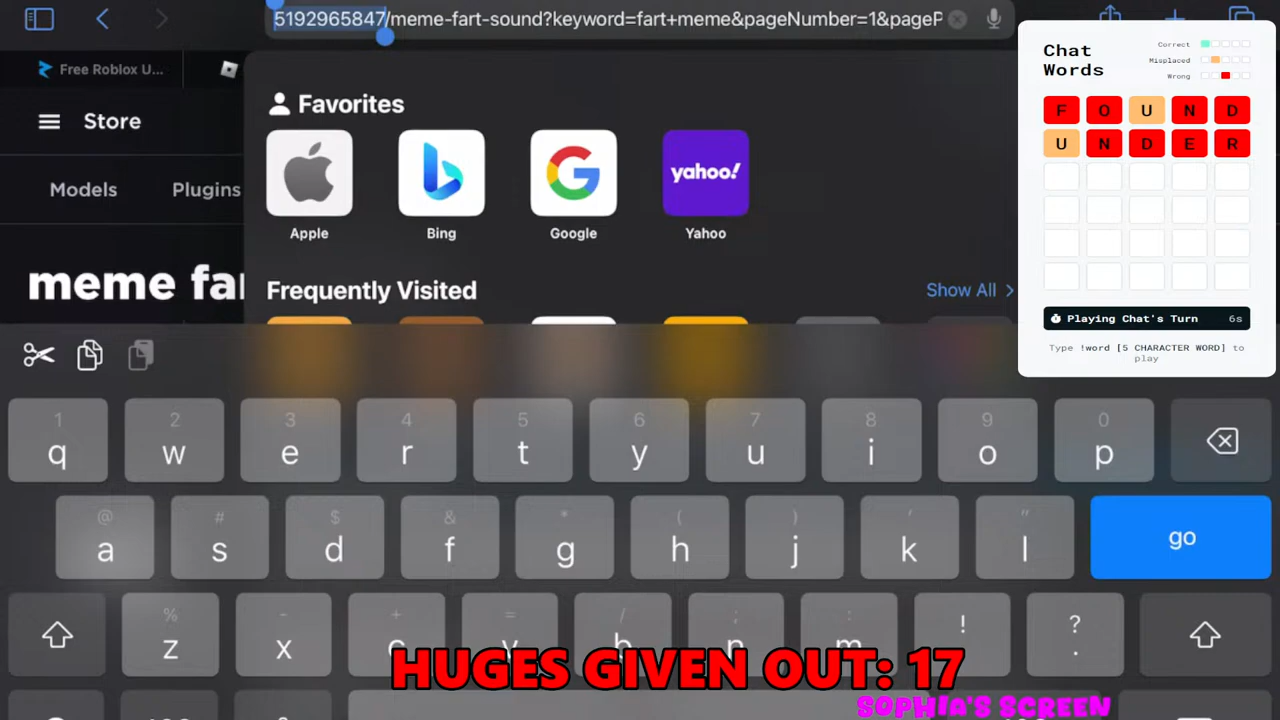 5192965847/meme-fart-sound?keyword=fart+meme&pageNumber=1&pageP
Free Roblox U...
Store
Models Plugins
meme far
Favorites
Apple Bing Google yahoo! Yahoo
Frequently Visited Show All
Chat
Words
Correct
Misplaced
Wrong
F O U N D
U N D E R
Playing Chat's Turn 6s
Type !word [5 CHARACTER WORD] to
play
1 2 3 4 5 6 7 8 9 0
q w e r t y u i o p
@ # $ & * ( ) ' "
a s d f g h j k l go
% - + = / ; : ! ?
z x c v b n m .
HUGES GIVEN OUT: 17
SOPHIA'S SCREEN